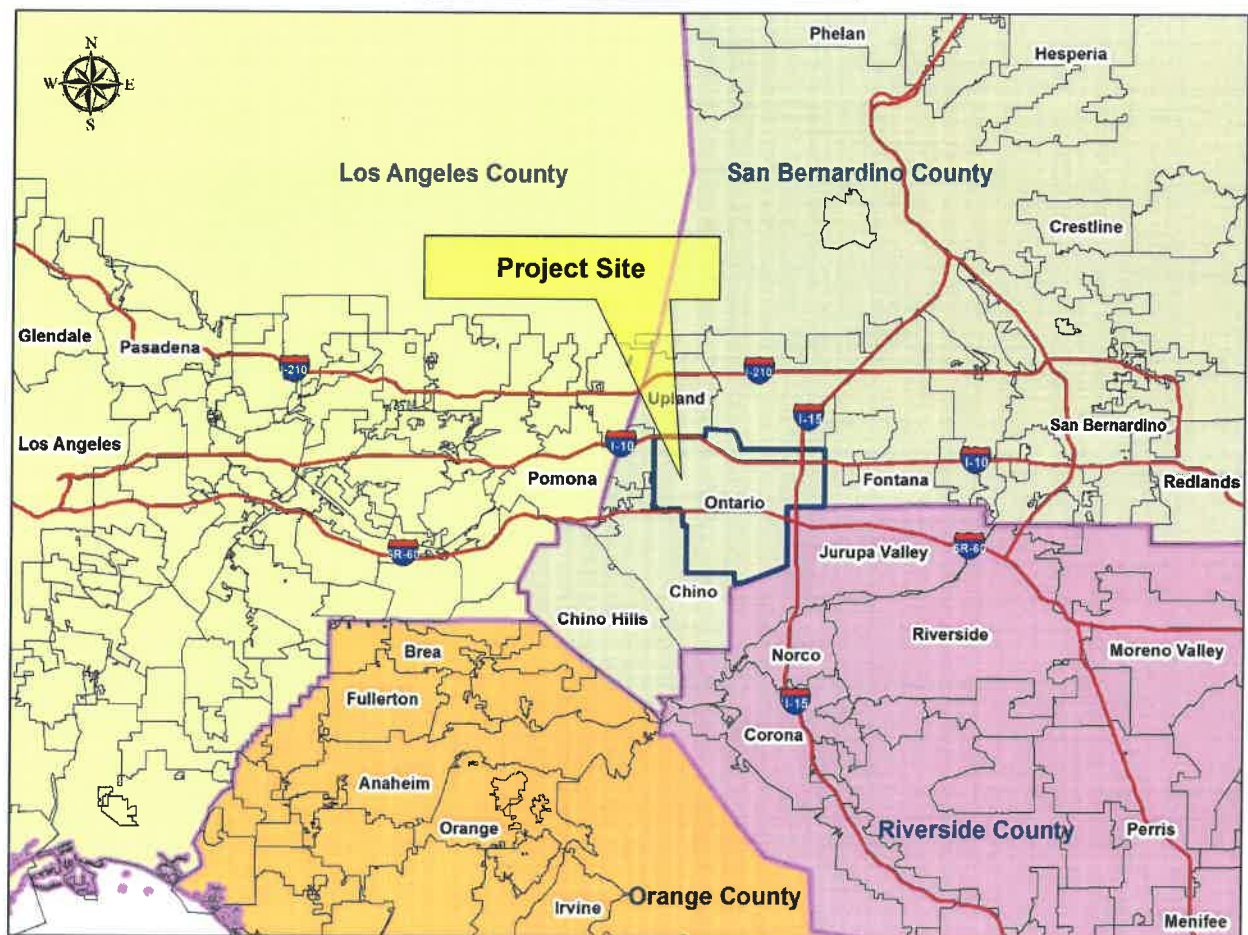 N
W E
S
Phelan
Hesperia
Los Angeles County
San Bernardino County
Crestline
Project Site
Glendale
Pasadena
I-210
I-210
Upland
I-15
Los Angeles
I-10
San Bernardino
Pomona
I-10
Fontana
Redlands
Ontario
SR-60
Jurupa Valley
SR-60
Chino
Chino Hills
Riverside
Brea
Norco
Moreno Valley
Fullerton
I-15
Corona
Anaheim
Orange
Riverside County
Perris
Irvine
Orange County
Menifee